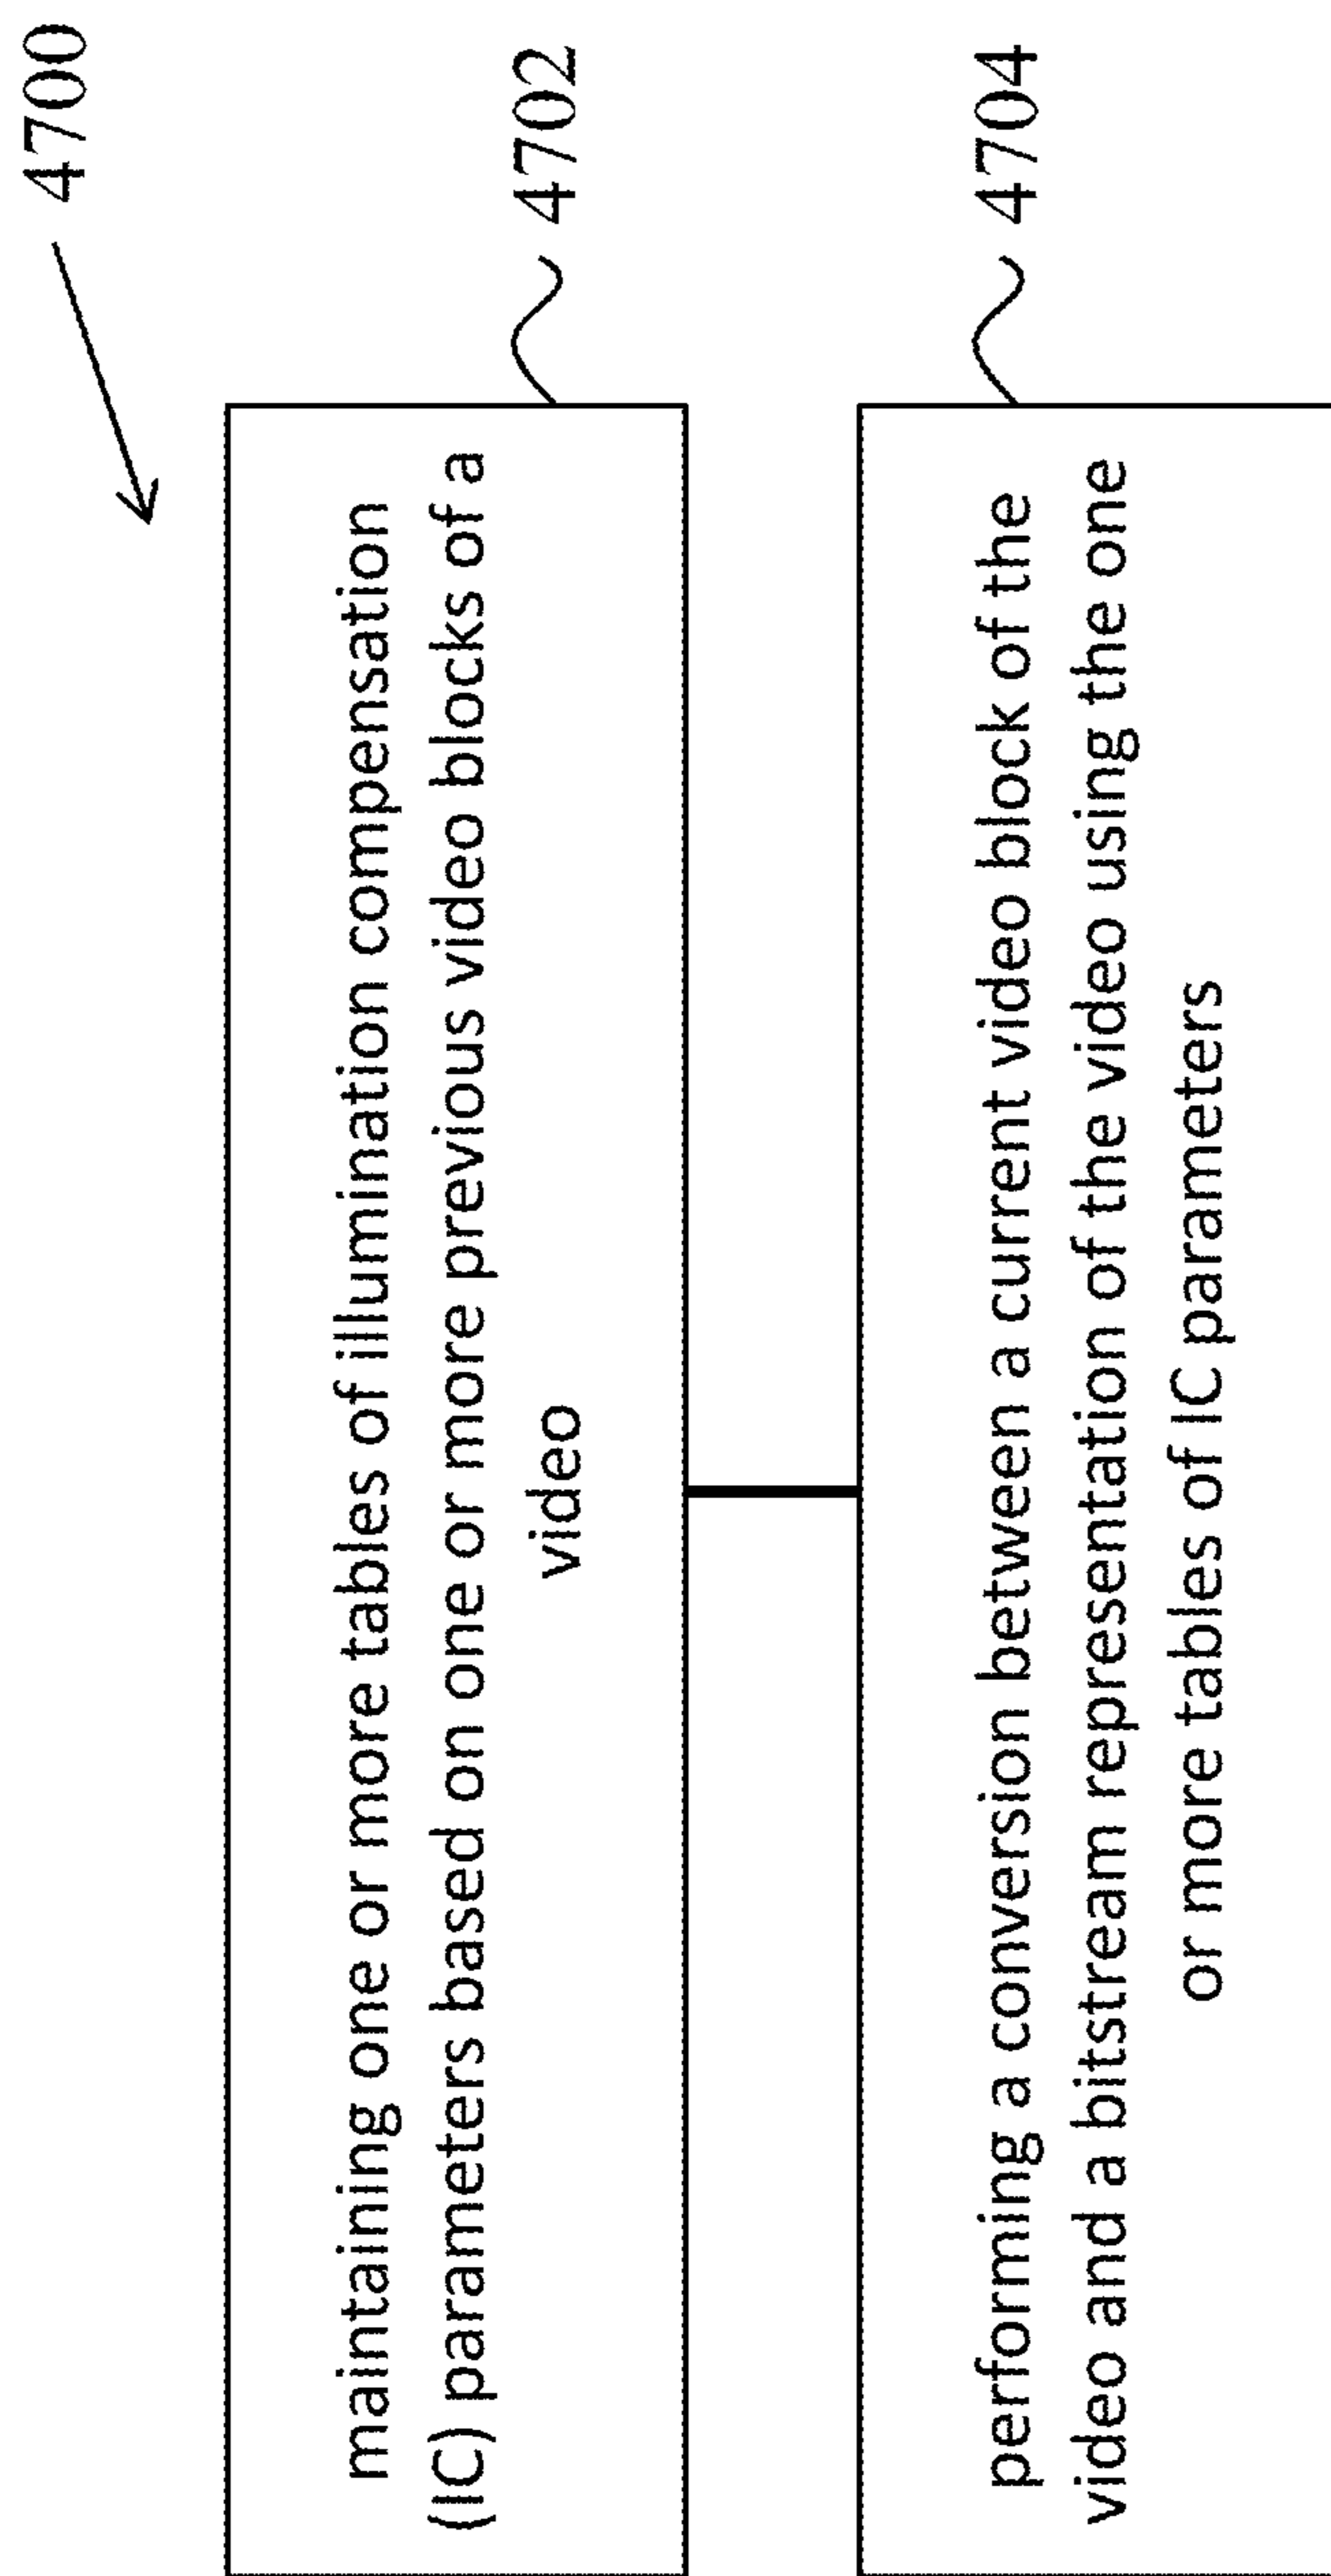 4700
maintaining one or more tables of illumination compensation
(IC) parameters based on one or more previous video blocks of a
video
4702
performing a conversion between a current video block of the
video and a bitstream representation of the video using the one
or more tables of IC parameters
4704